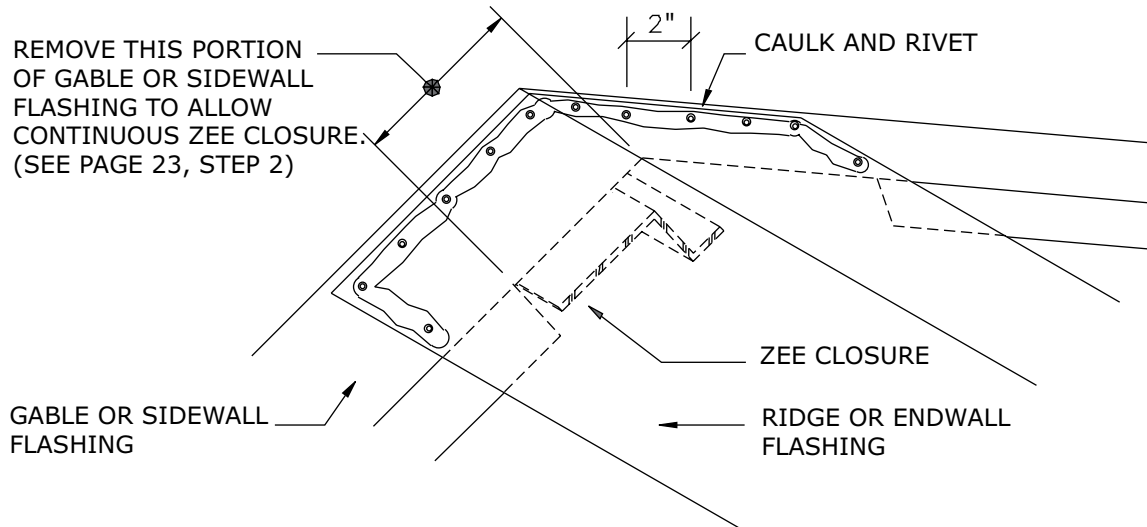 REMOVE THIS PORTION
OF GABLE OR SIDEWALL
FLASHING TO ALLOW
CONTINUOUS ZEE CLOSURE.
(SEE PAGE 23, STEP 2)
2"
CAULK AND RIVET
ZEE CLOSURE
GABLE OR SIDEWALL
FLASHING
RIDGE OR ENDWALL
FLASHING